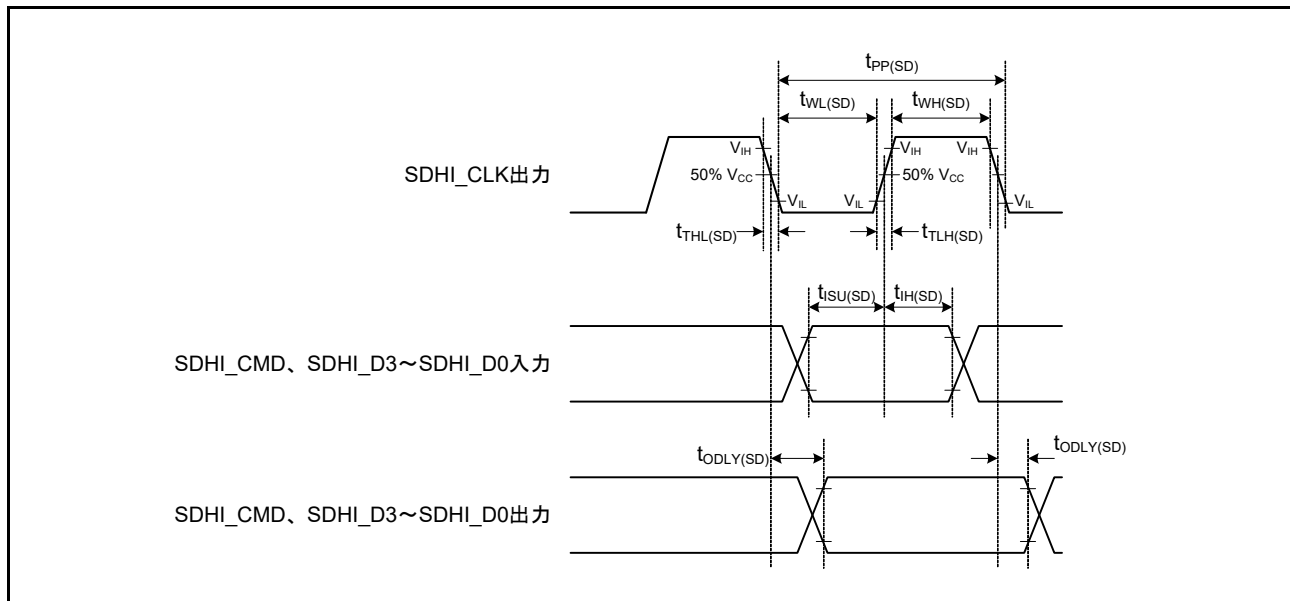 tPP(SD)
tWL(SD) tWH(SD)
VIH VIH VIH
SDHI_CLK出力 50% VCC 50% VCC
VIL VIL VIL
tTHL(SD) tTLH(SD)
tISU(SD) tIH(SD)
SDHI_CMD、SDHI_D3～SDHI_D0入力
tODLY(SD) tODLY(SD)
SDHI_CMD、SDHI_D3～SDHI_D0出力